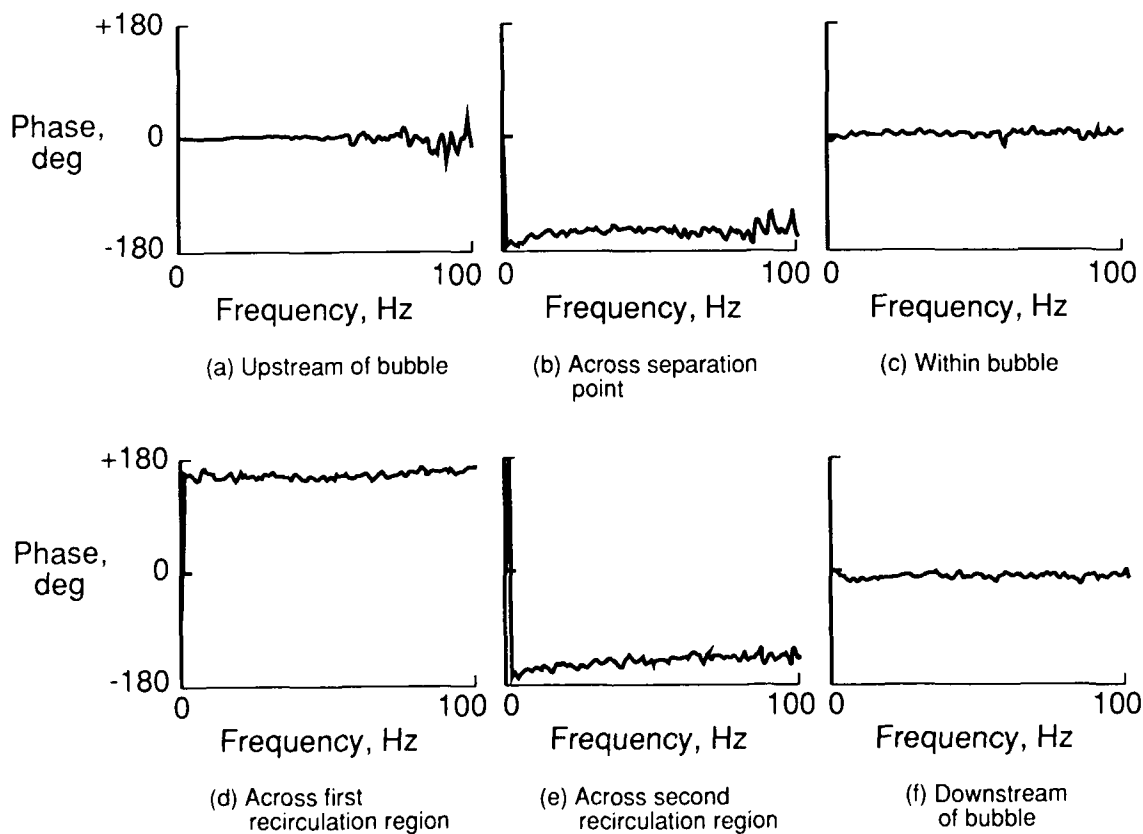 +180
Phase,
deg
0
-180
0
100
0
100
0
100
Frequency, Hz
Frequency, Hz
Frequency, Hz
(a) Upstream of bubble
(b) Across separation
point
(c) Within bubble
+180
Phase,
deg
0
-180
0
100
0
100
0
100
Frequency, Hz
Frequency, Hz
Frequency, Hz
(d) Across first
recirculation region
(e) Across second
recirculation region
(f) Downstream
of bubble